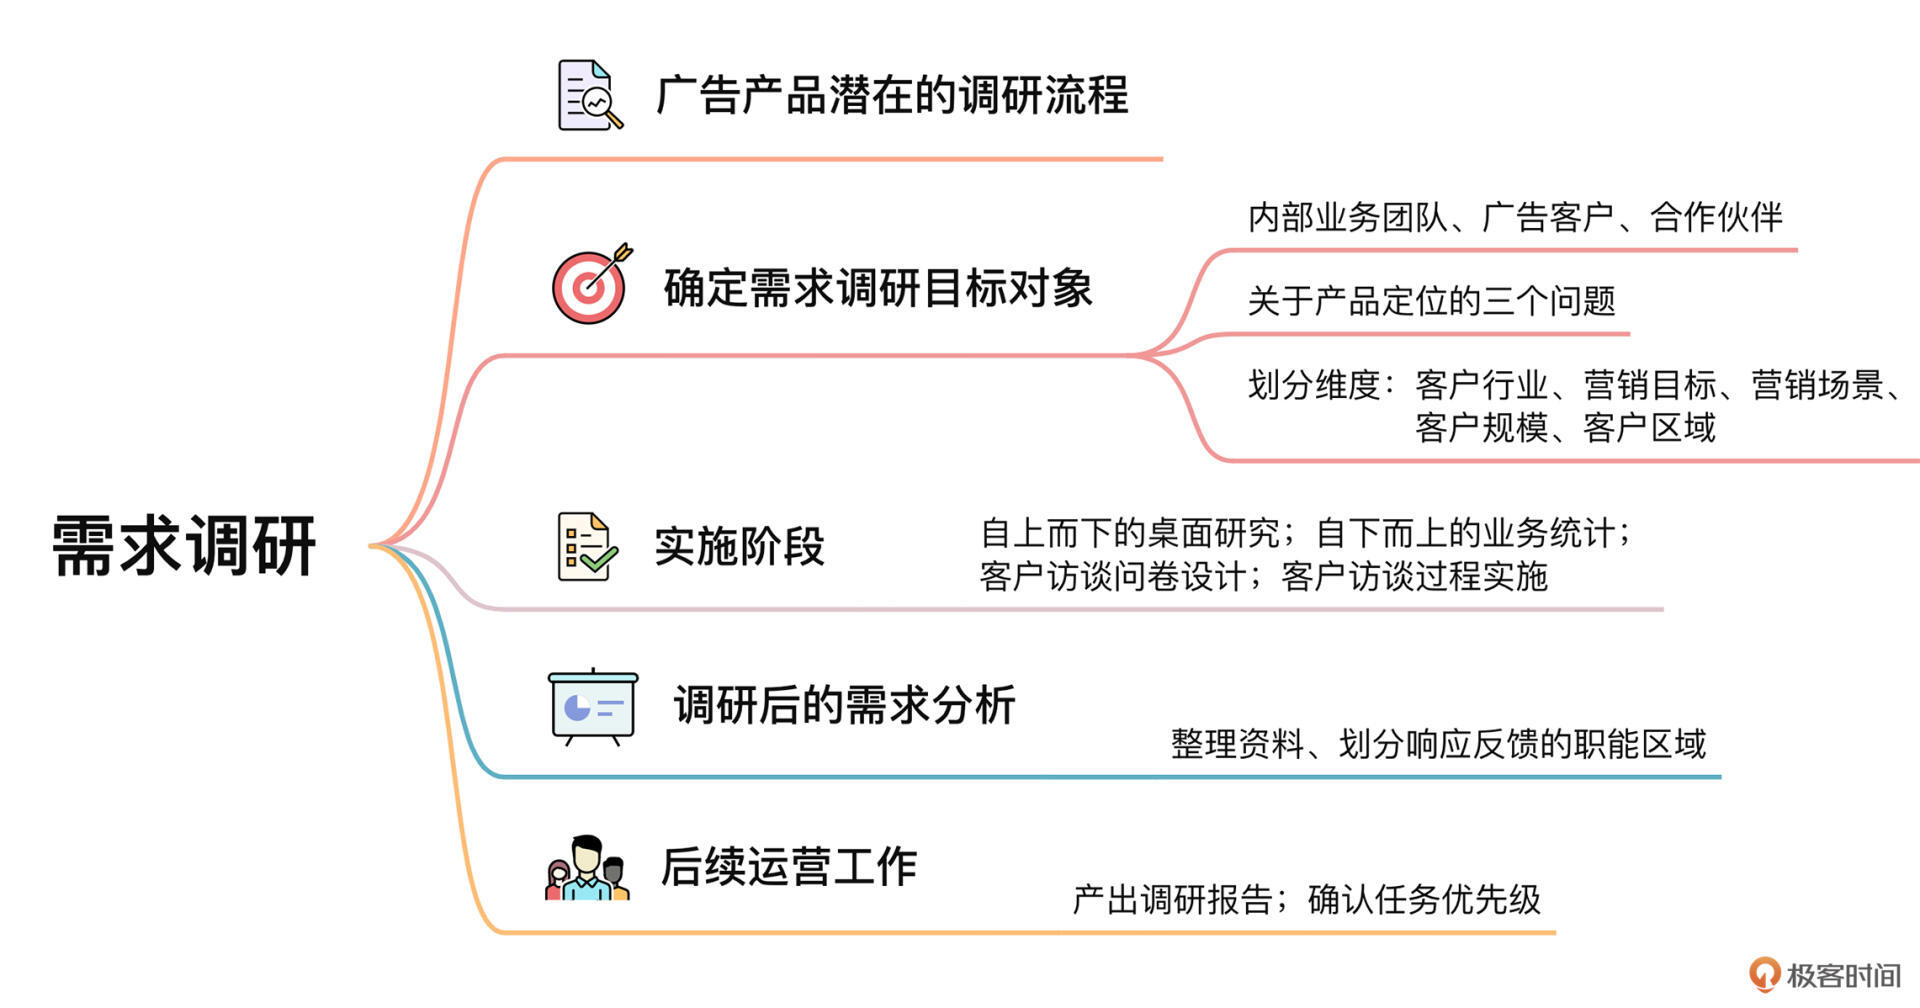 广告产品潜在的调研流程
确定需求调研目标对象
内部业务团队、广告客户、合作伙伴
关于产品定位的三个问题
划分维度：客户行业、营销目标、营销场景、
客户规模、客户区域
需求调研
实施阶段
自上而下的桌面研究；自下而上的业务统计；
客户访谈问卷设计；客户访谈过程实施
调研后的需求分析
整理资料、划分响应反馈的职能区域
后续运营工作
产出调研报告；确认任务优先级
极客时间